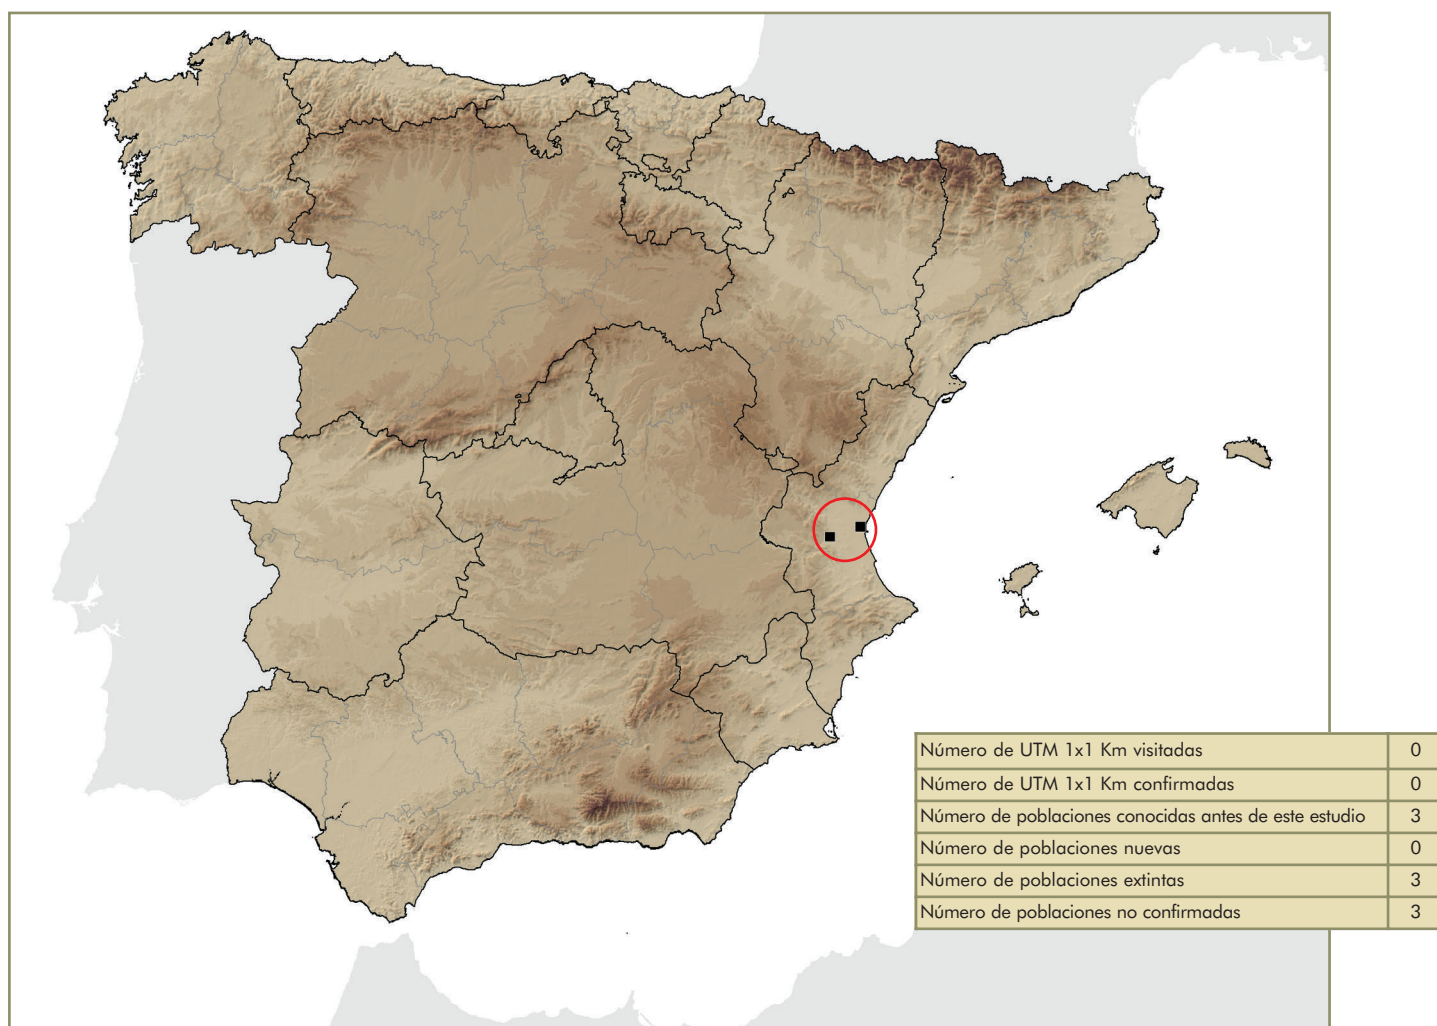 Número de UTM 1x1 Km visitadas 0
Número de UTM 1x1 Km confirmadas 0
Número de poblaciones conocidas antes de este estudio 3
Número de poblaciones nuevas 0
Número de poblaciones extintas 3
Número de poblaciones no confirmadas 3